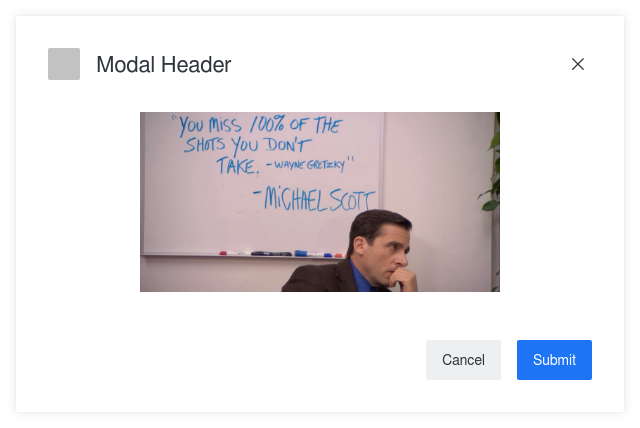 Modal Header
"YOU MISS 100% OF THE
SHOTS YOU DON'T
TAKE. - WAYNE GRETZKY"
- MICHAEL SCOTT
Cancel
Submit